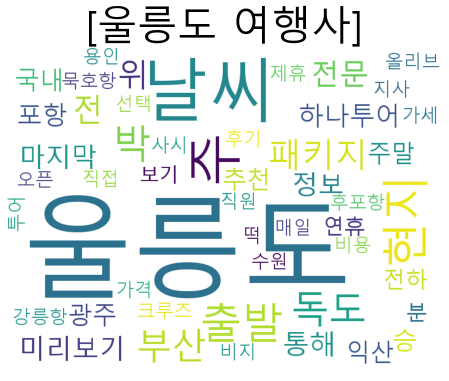 [울릉도 여행사]
용인
올리브
국내
묵호항
위
날씨
제휴
전문
지사
포항
전
선택
하나투어
가세
마지막
박
사시
주
후기
패키지
주말
오픈
직접
보기
추천
정보
현지
투어
울릉도
직원
후포항
떡
매일
연휴
비용
수원
전하
가격
강릉항
광주
크루즈
출발
독도
분
미리보기
부산
비지
통해
익산
승